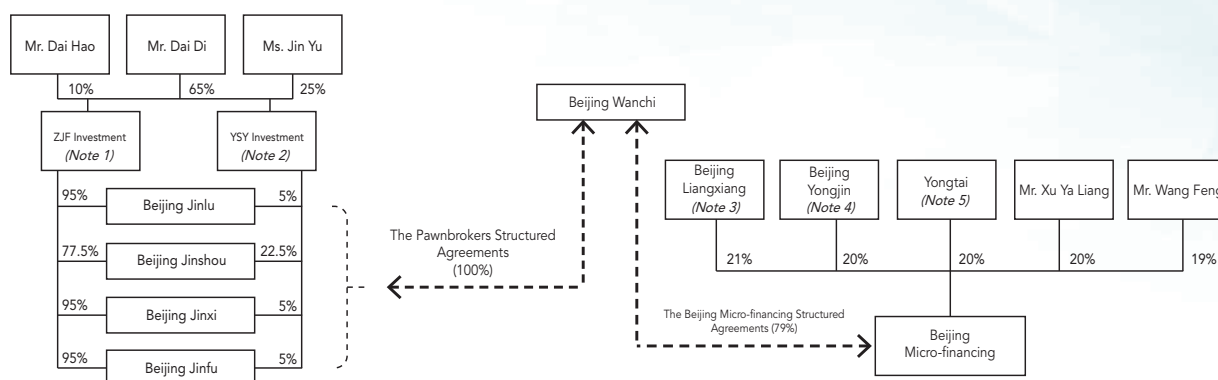 Mr. Dai Hao
Mr. Dai Di
Ms. Jin Yu
10%
65%
25%
ZJF Investment
(Note 1)
YSY Investment
(Note 2)
95%
Beijing Jinlu
5%
77.5%
Beijing Jinshou
22.5%
95%
Beijing Jinxi
5%
95%
Beijing Jinfu
5%
The Pawnbrokers Structured
Agreements
(100%)
Beijing Wanchi
Beijing
Liangxiang
(Note 3)
Beijing
Yongjin
(Note 4)
Yongtai
(Note 5)
Mr. Xu Ya Liang
Mr. Wang Feng
21%
20%
20%
20%
19%
The Beijing Micro-financing Structured
Agreements (79%)
Beijing
Micro-financing